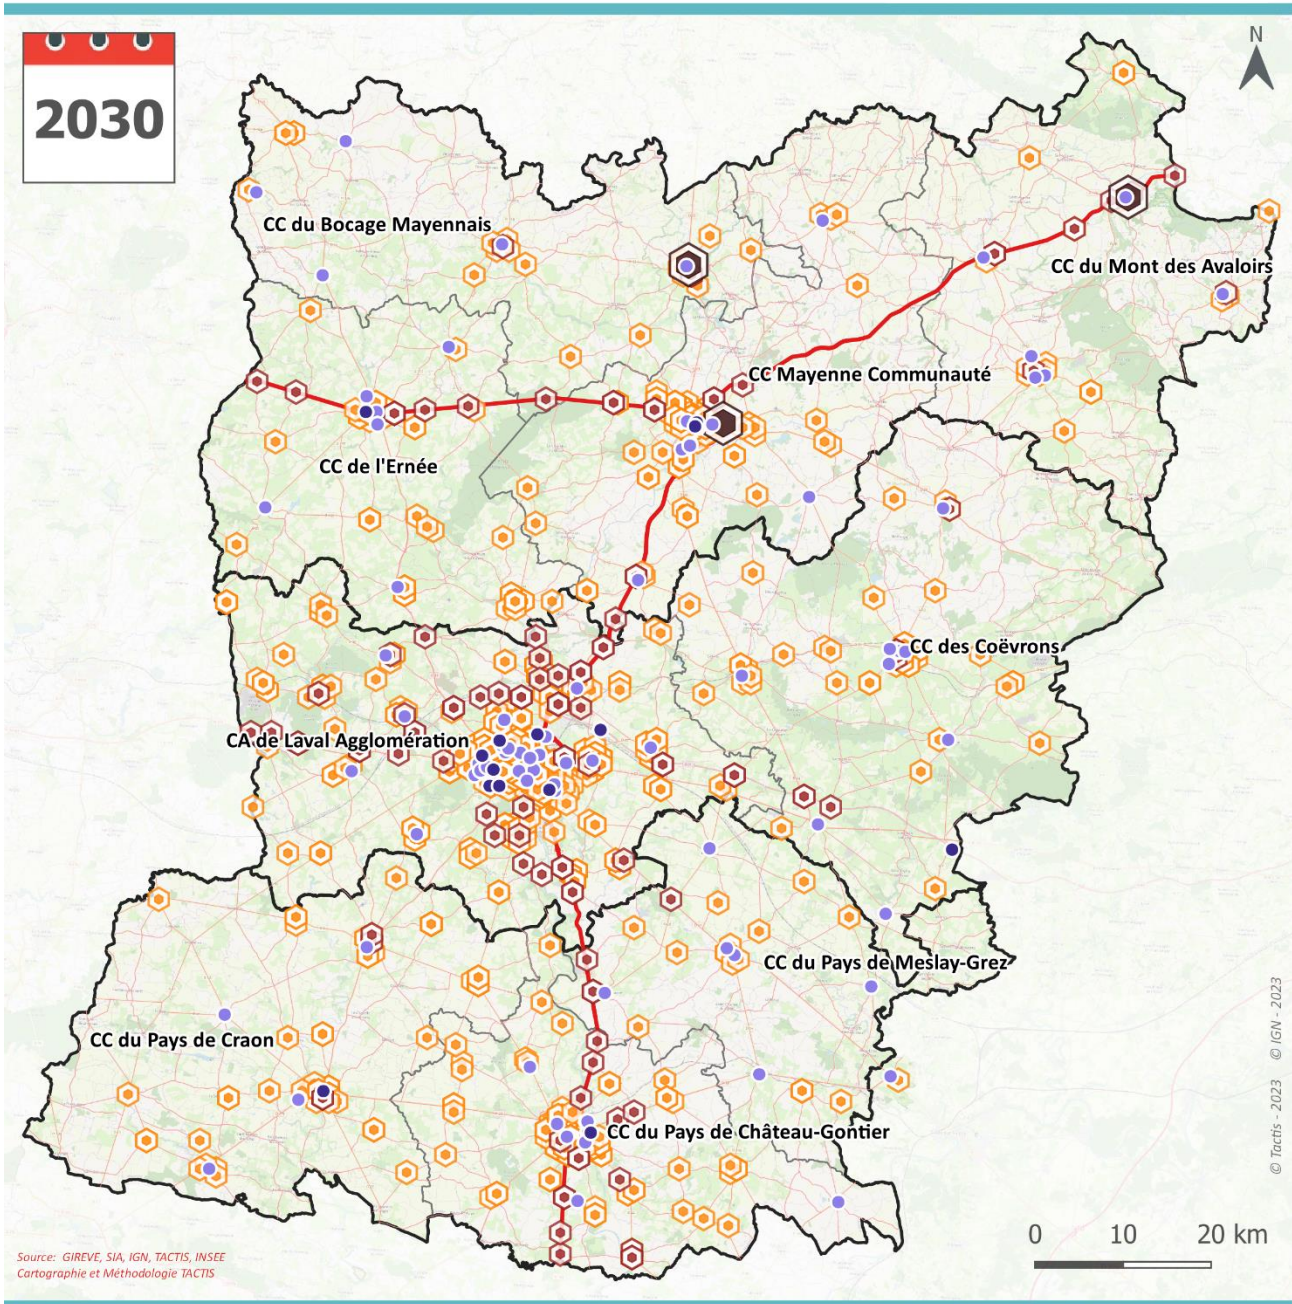 2030
N
CC du Bocage Mayennais
CC du Mont des Avaloirs
CC Mayenne Communauté
CC de l'Ernée
CC des Coëvrons
CA de Laval Agglomération
CC du Pays de Meslay-Grez
CC du Pays de Craon
CC du Pays de Château-Gontier
© Tactis - 2023 © IGN - 2023
0 10 20 km
Source: GIREVE, SIA, IGN, TACTIS, INSEE
Cartographie et Méthodologie TACTIS